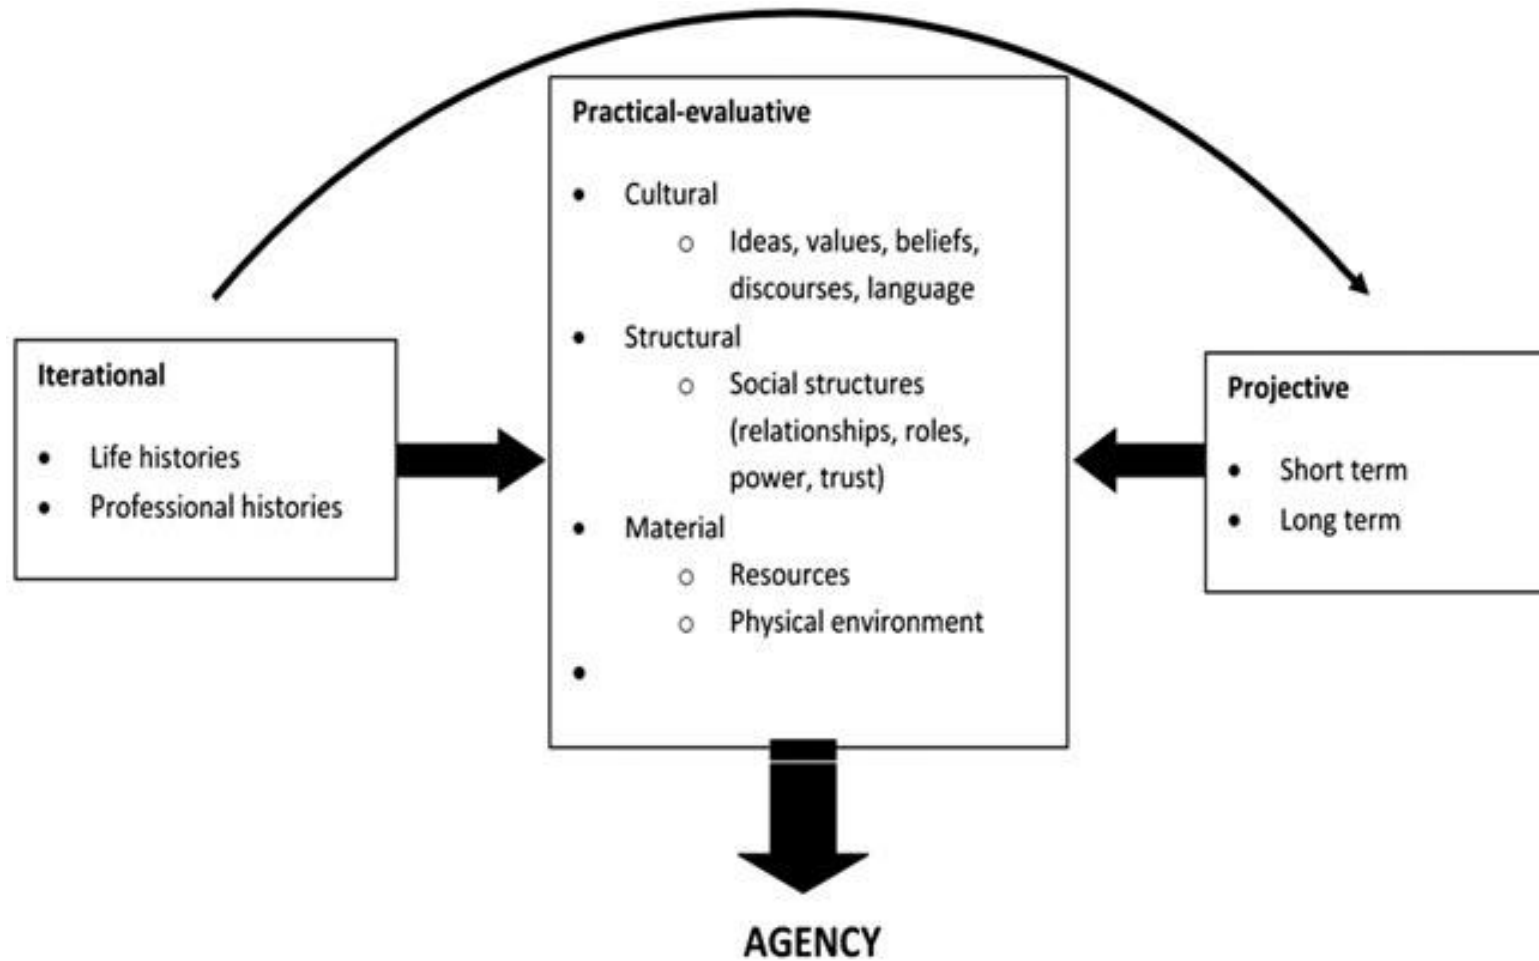 Practical-evaluative
• Cultural
o Ideas, values, beliefs,
discourses, language
• Structural
o Social structures
(relationships, roles,
power, trust)
• Material
o Resources
o Physical environment
•
Iterational
• Life histories
• Professional histories
Projective
• Short term
• Long term
AGENCY